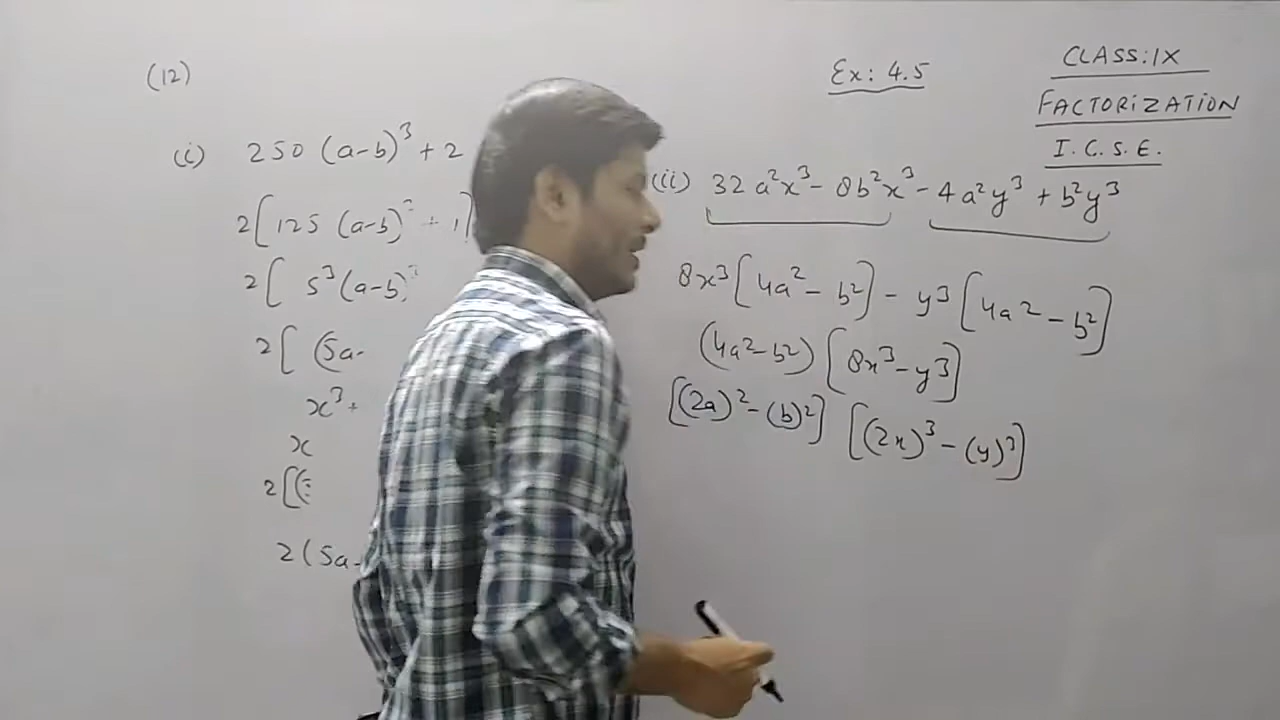 (12)
Ex: 4.5
CLASS: IX
FACTORIZATION
I.C.S.E.
(i) 250 (a-b)³ + 2
2[125 (a-b)³ + 1]
2[ 5³(a-b)³
2[ (5a-
x³ +
x
2[(
2(5a-
(ii) 32a²x³ - 8b²x³ - 4a²y³ + b²y³
8x³[4a² - b²] - y³[4a² - b²]
(4a² - b²)[8x³ - y³]
[(2a)² - (b)²] [(2x)³ - (y)³]